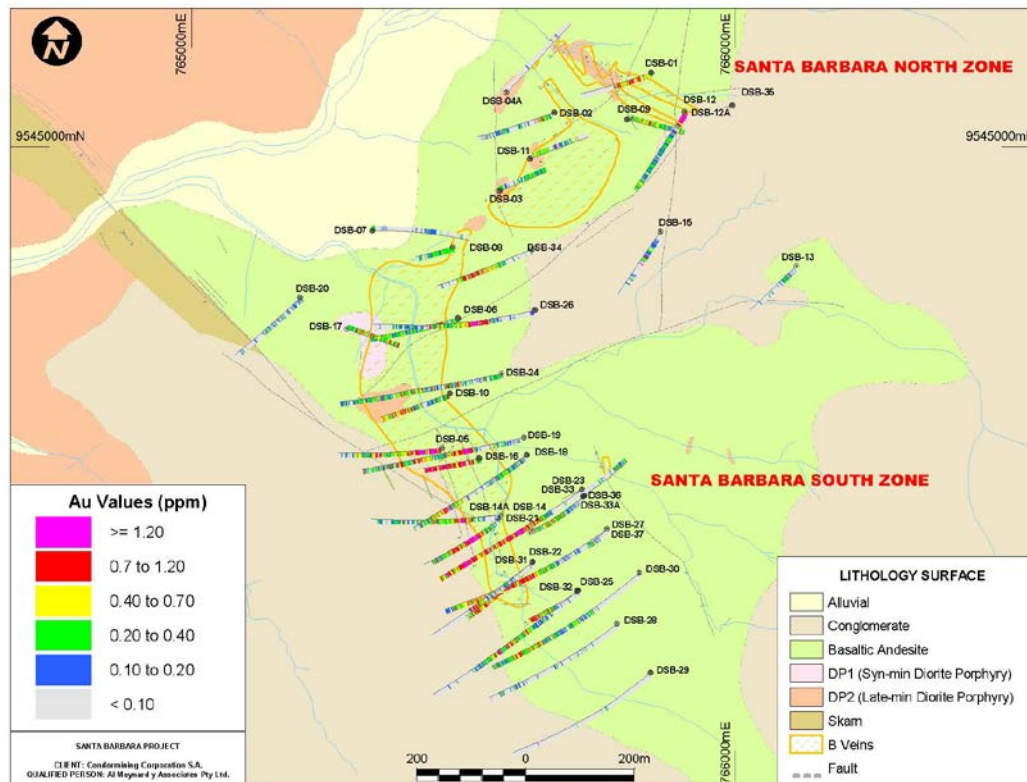 N
765000mE
766000mE
SANTA BARBARA NORTH ZONE
DSB-01
DSB-04A
DSB-02
DSB-09
DSB-12
DSB-35
DSB-12A
9545000mN
9545000mN
DSB-11
DSB-03
DSB-07
DSB-08
DSB-34
DSB-15
DSB-13
DSB-20
DSB-17
DSB-06
DSB-26
DSB-24
DSB-10
DSB-05
DSB-19
DSB-16
DSB-18
SANTA BARBARA SOUTH ZONE
DSB-23
DSB-33
DSB-36
DSB-33A
DSB-14A
DSB-14
DSB-21
DSB-27
DSB-37
DSB-22
DSB-31
DSB-32
DSB-25
DSB-30
DSB-28
DSB-29
Au Values (ppm)
>= 1.20
0.7 to 1.20
0.40 to 0.70
0.20 to 0.40
0.10 to 0.20
< 0.10
SANTA BARBARA PROJECT
CLIENT: Condormining Corporation S.A.
QUALIFIED PERSON: Al Maynard y Associates Pty Ltd.
200 0 200m
766000mE
LITHOLOGY SURFACE
Alluvial
Conglomerate
Basaltic Andesite
DP1 (Syn-min Diorite Porphyry)
DP2 (Late-min Diorite Porphyry)
Skarn
B Veins
Fault